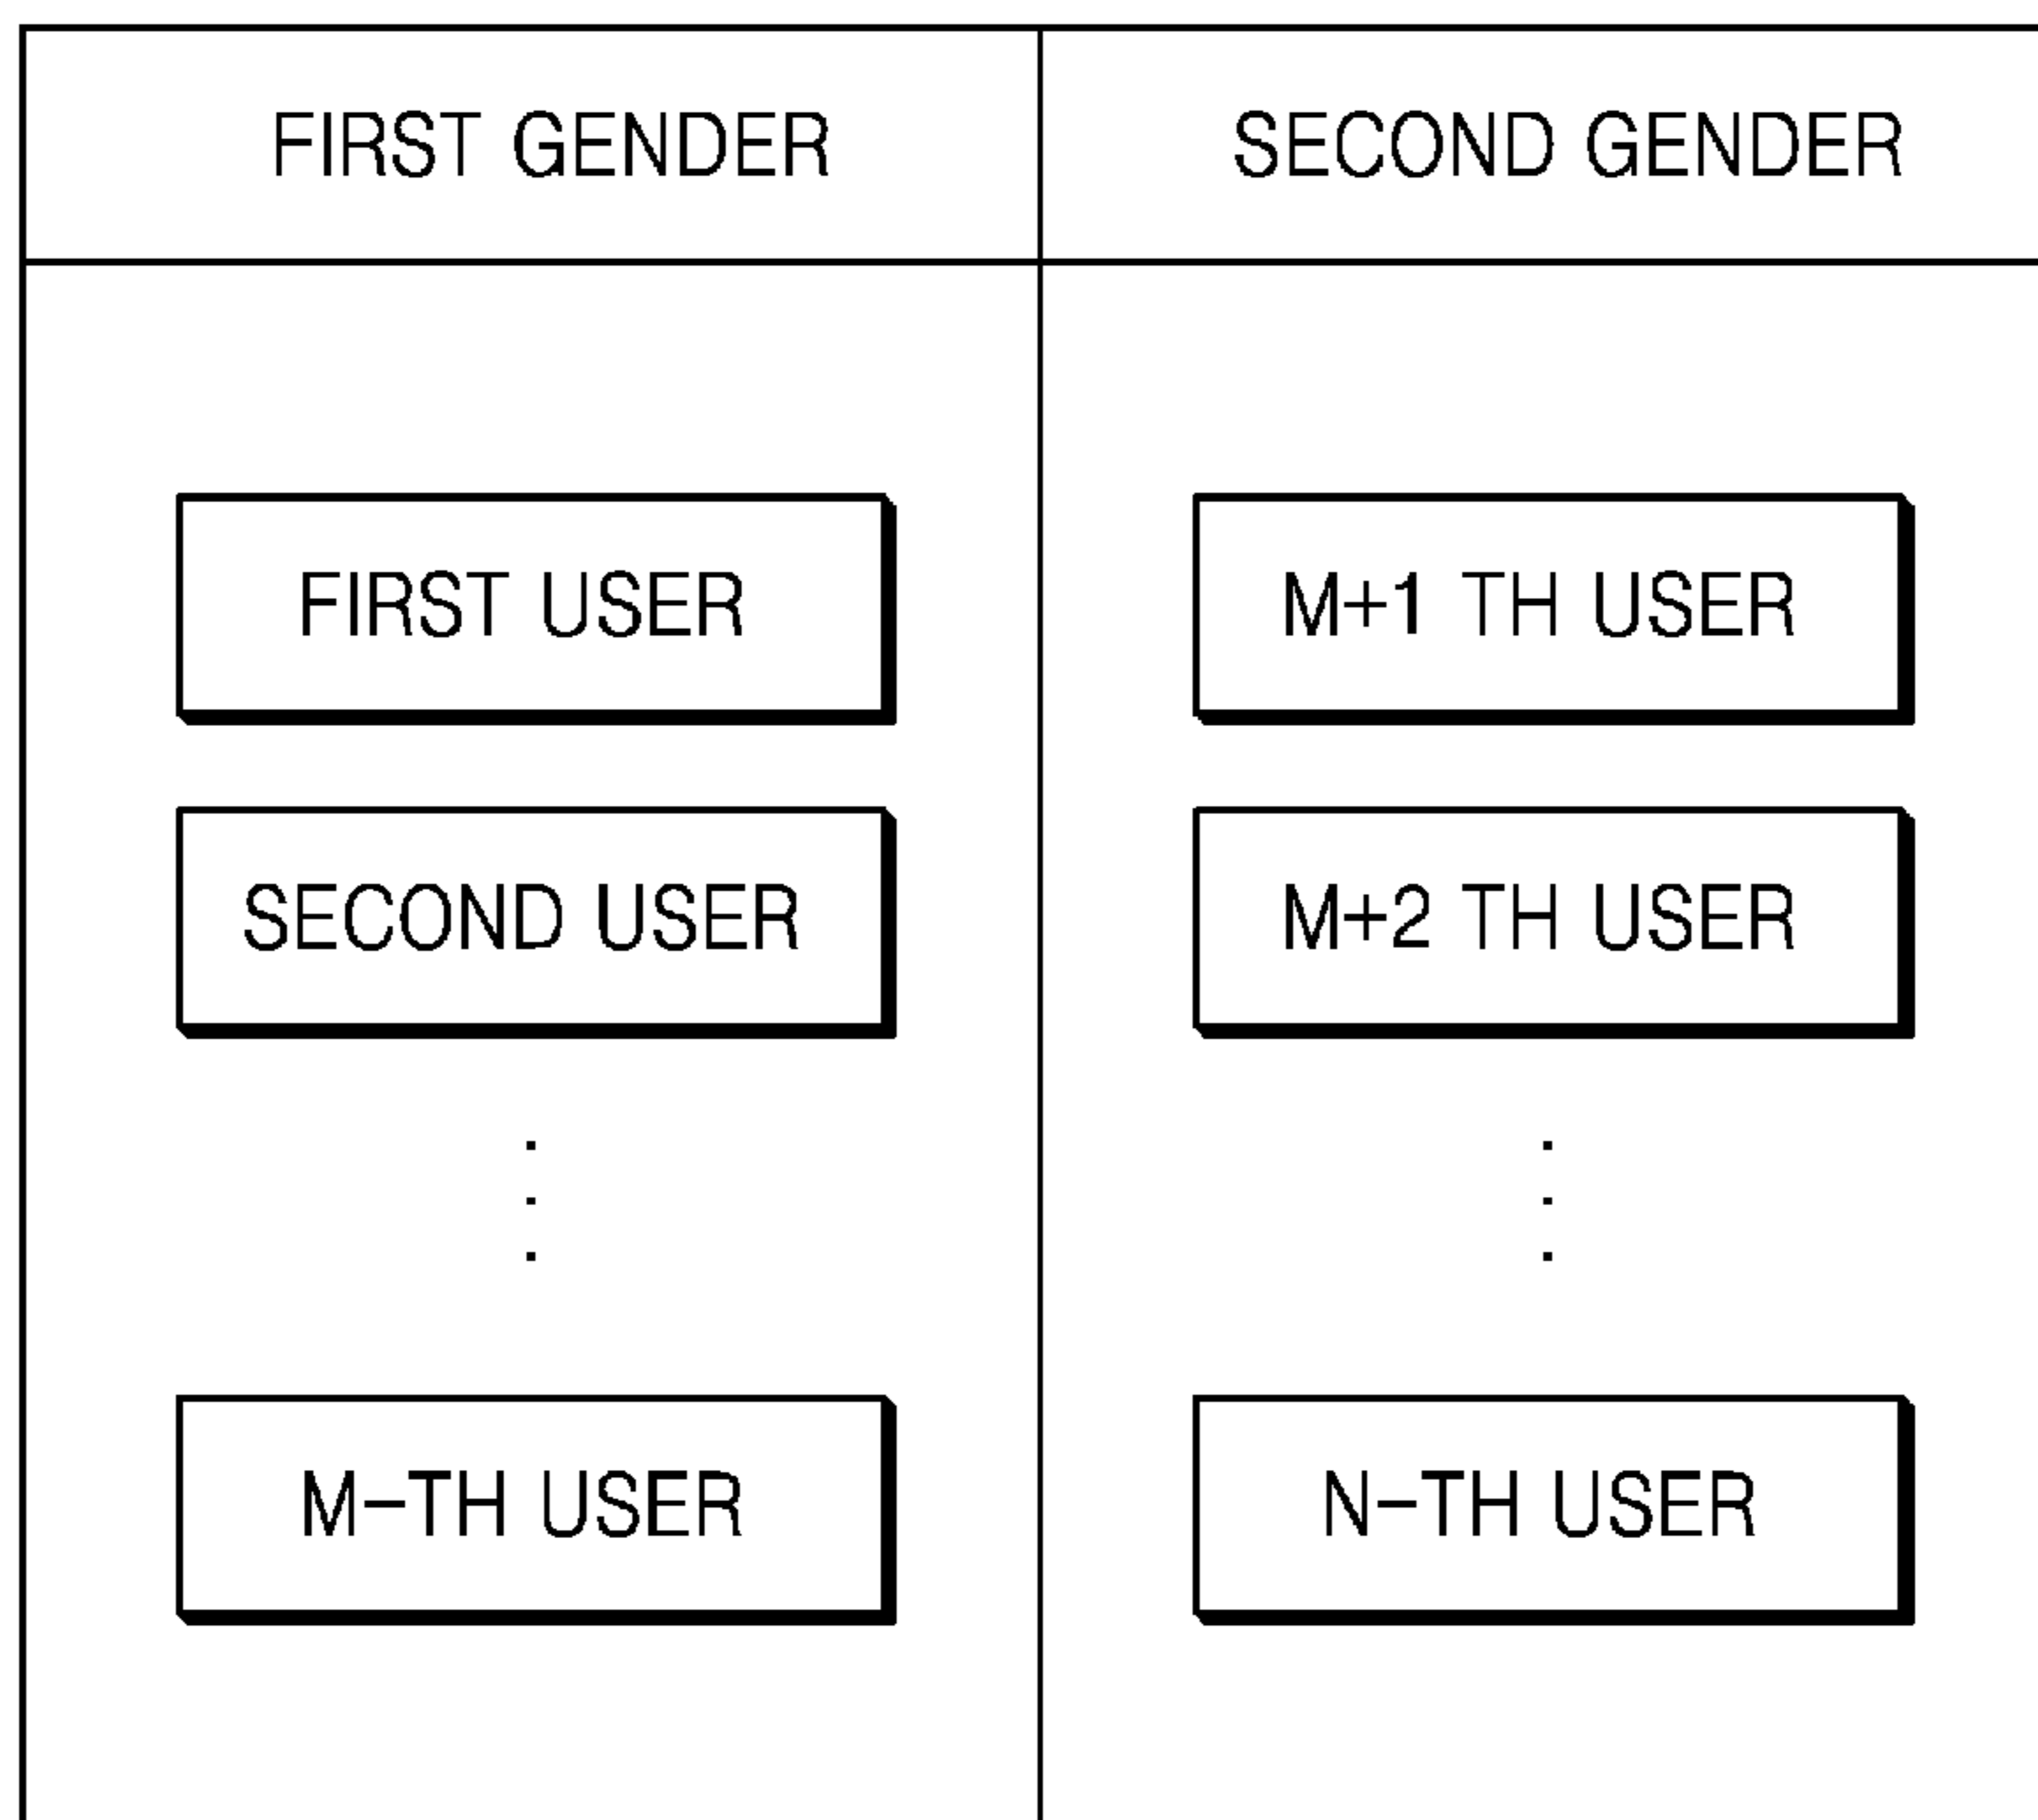 FIRST GENDER
SECOND GENDER
FIRST USER
M+1 TH USER
SECOND USER
M+2 TH USER
M-TH USER
N-TH USER